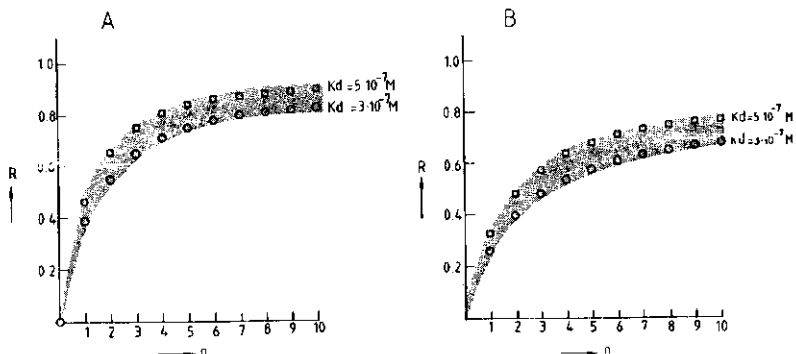 A
R
1.0
0.8
0.6
0.4
0.2
1 2 3 4 5 6 7 8 9 10
n
Kd = 5·10⁻⁷M
Kd = 3·10⁻⁷M
B
R
1.0
0.8
0.6
0.4
0.2
1 2 3 4 5 6 7 8 9 10
n
Kd=5·10⁻⁷M
Kd=3·10⁻⁷M